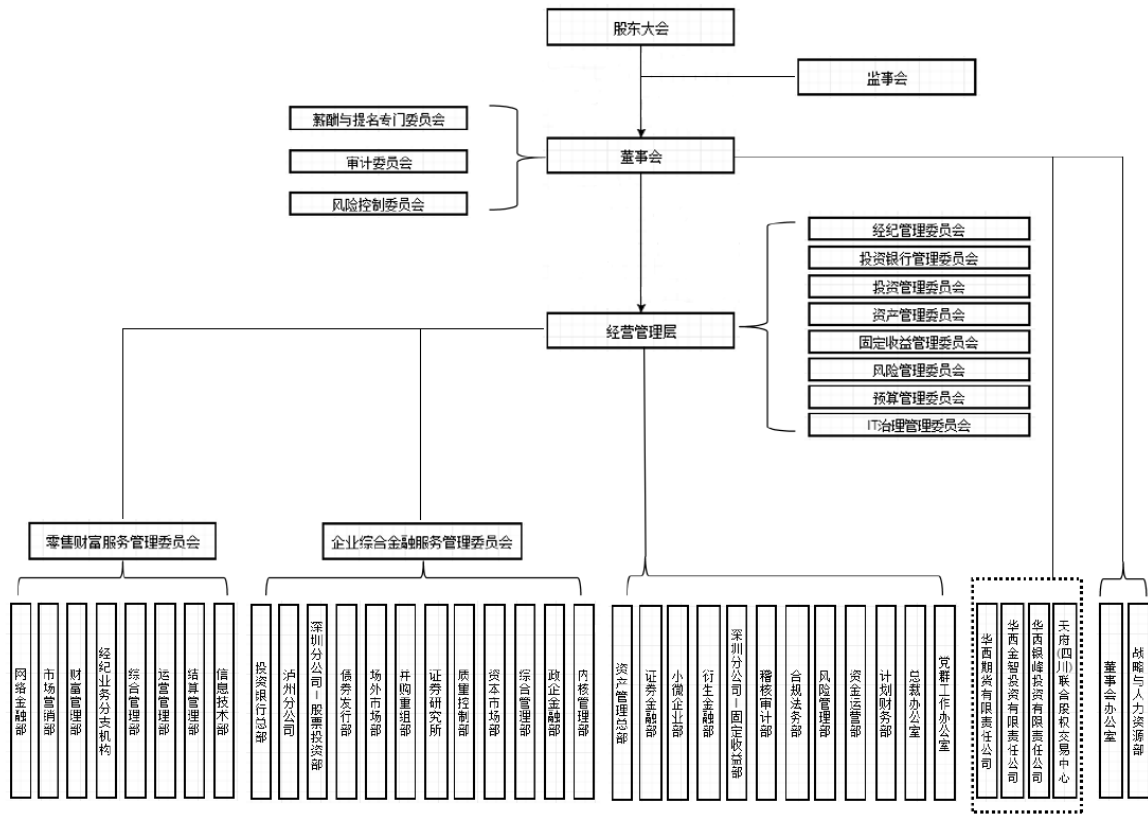 股东大会
监事会
薪酬与提名专门委员会
审计委员会
风险控制委员会
董事会
经纪管理委员会
投资银行管理委员会
投资管理委员会
资产管理委员会
固定收益管理委员会
风险管理委员会
预算管理委员会
IT治理管理委员会
经营管理层
零售财富服务管理委员会
企业综合金融服务管理委员会
网络金融部
市场营销部
财富管理部
经纪业务分支机构
综合管理部
运营管理部
结算管理部
信息技术部
投资银行总部
泸州分公司
深圳分公司－股票投资部
债券发行部
场外市场部
并购重组部
证券研究所
质量控制部
资本市场部
综合管理部
政企金融部
内核管理部
资产管理总部
证券金融部
小微企业部
衍生金融部
深圳分公司－固定收益部
稽核审计部
合规法务部
风险管理部
资金运营部
计划财务部
总裁办公室
党群工作办公室
华西期货有限责任公司
华西金智投资有限责任公司
华西银峰投资有限责任公司
天府(四川)联合股权交易中心
董事会办公室
战略与人力资源部